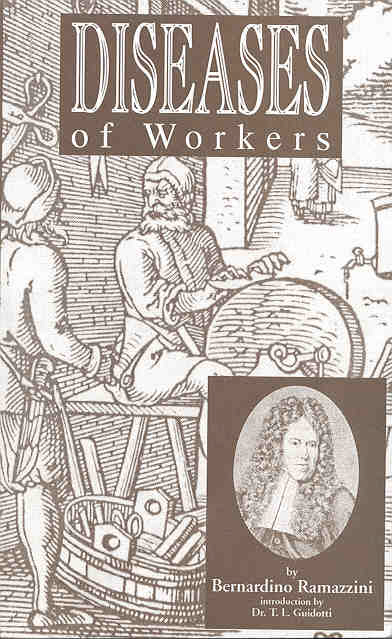 DISEASES
of Workers
by
Bernardino Ramazzini
introduction by
Dr. T. L. Guidotti